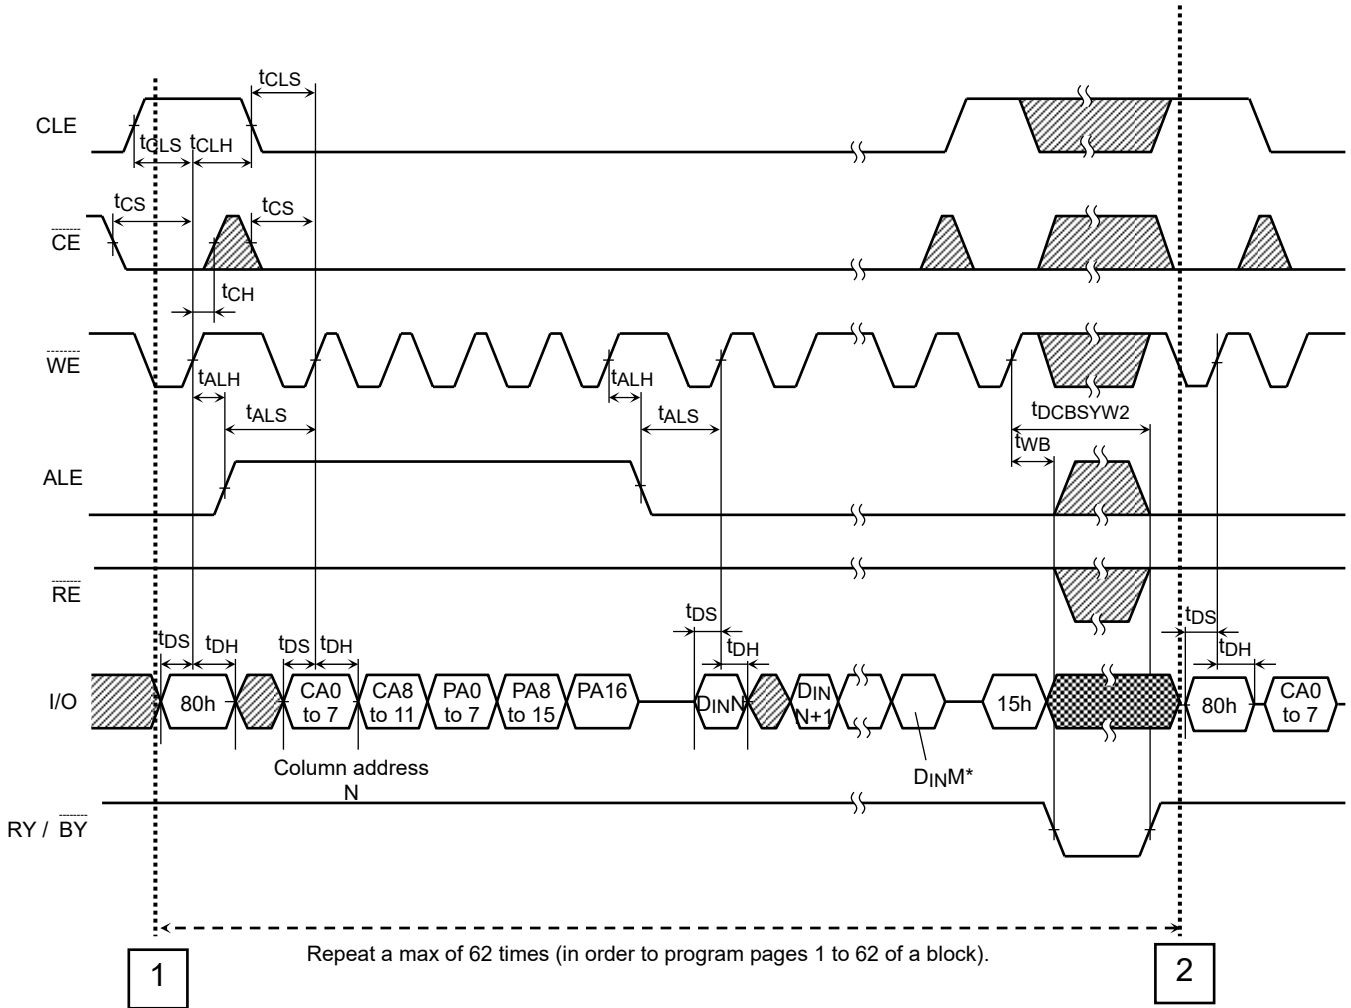 tCLS
CLE
tCLS tCLH
tCS tCS
CE
tCH
WE
tALH tALH
tALS tALS tDCBSYW2
tWB
ALE
RE
tDS tDH tDS tDH tDS tDH tDS tDH
I/O 80h CA0 to 7 CA8 to 11 PA0 to 7 PA8 to 15 PA16 DINN DIN N+1 15h 80h CA0 to 7
Column address
N
DINM*
RY / BY
Repeat a max of 62 times (in order to program pages 1 to 62 of a block).
1 2